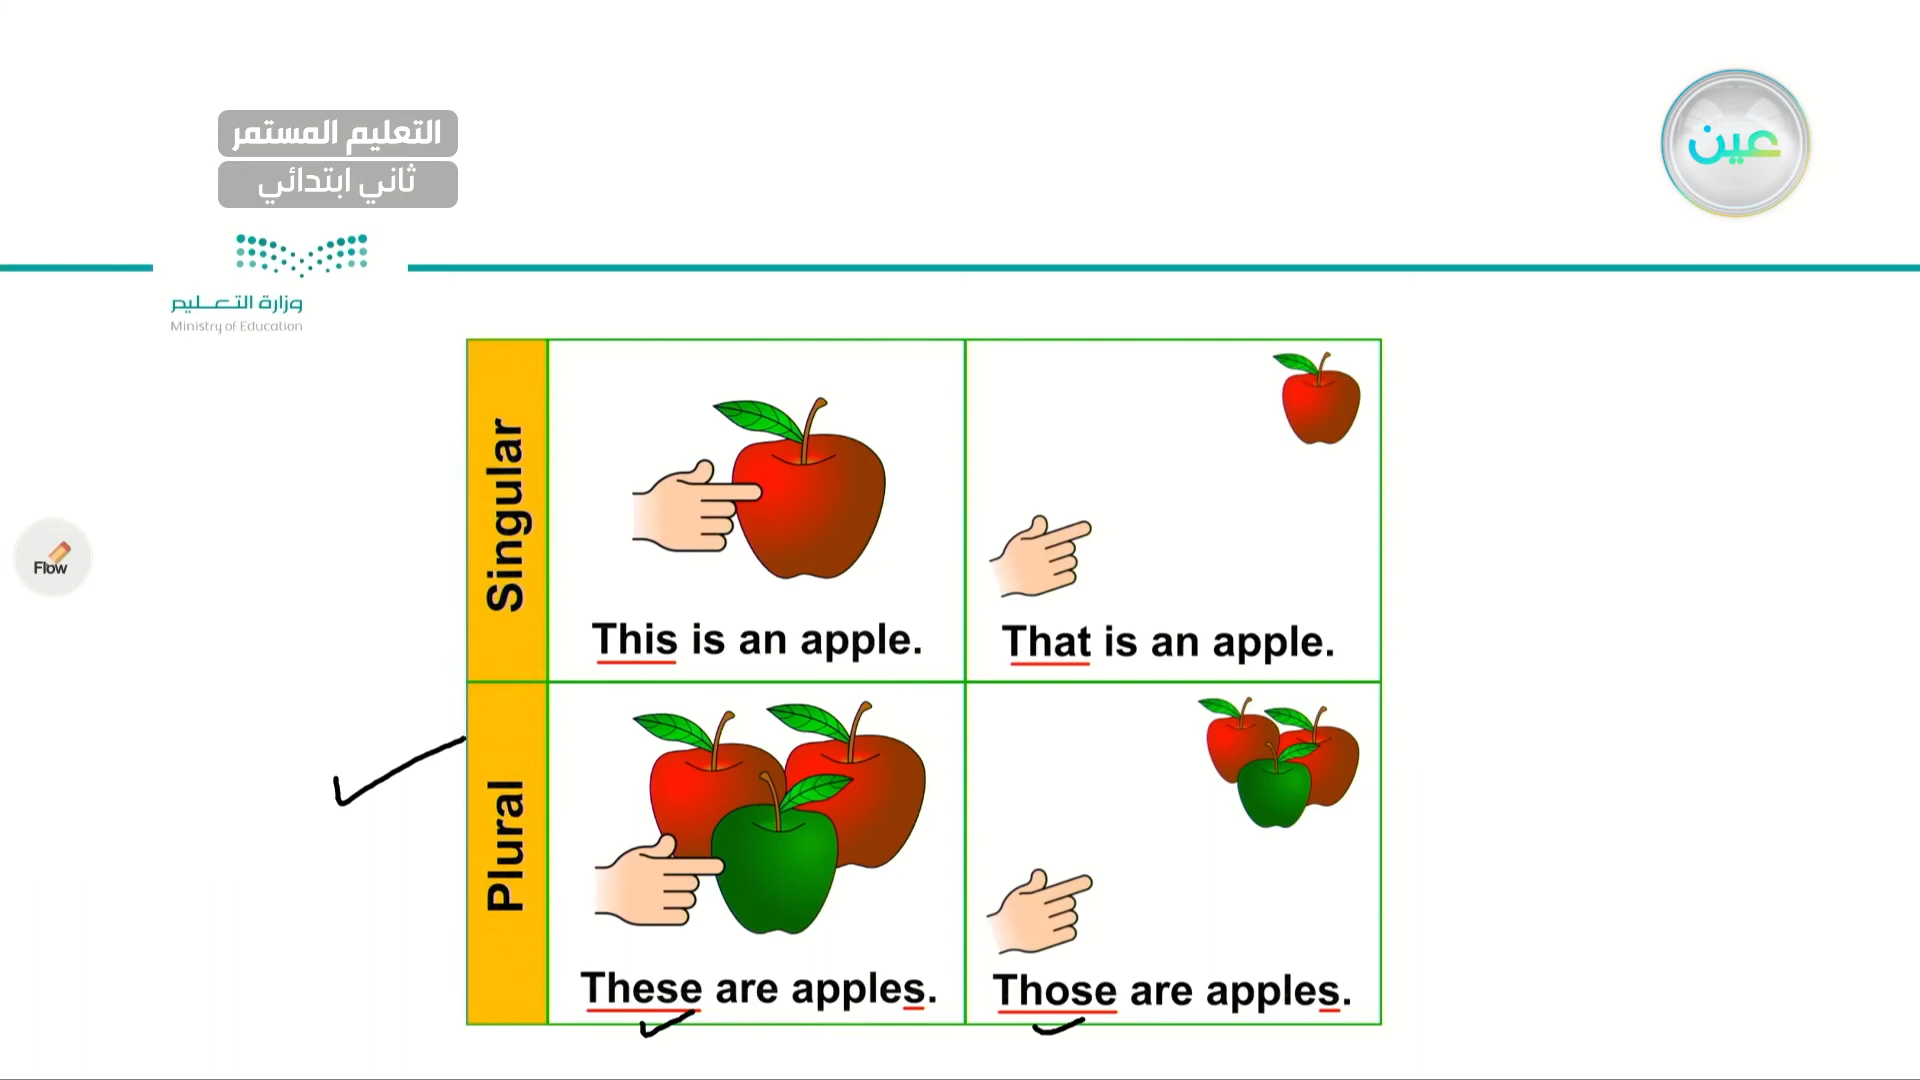 التعليم المستمر
ثاني ابتدائي
عين
وزارة التعليم
Ministry of Education
Flow
Singular
This is an apple.
That is an apple.
Plural
These are apples.
Those are apples.